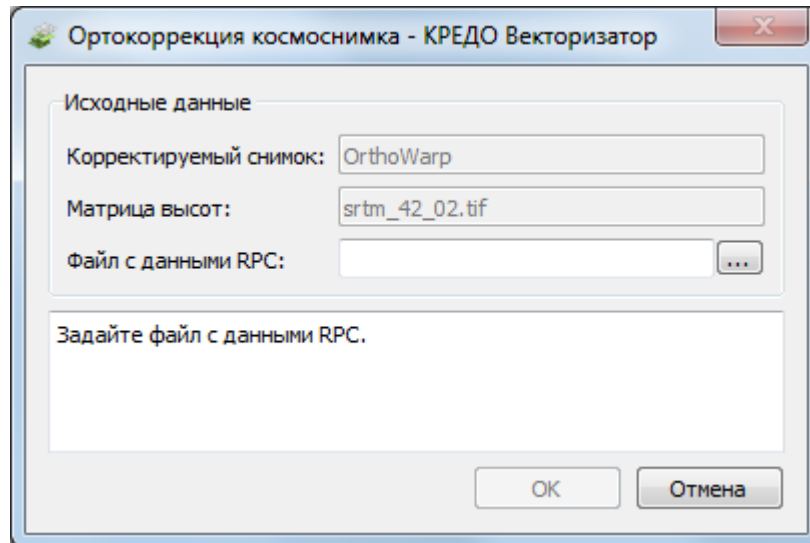 Ортокоррекция космоснимка - КРЕДО Векторизатор
Исходные данные
Корректируемый снимок: OrthoWarp
Матрица высот: srtm_42_02.tif
Файл с данными RPC: ...
Задайте файл с данными RPC.
OK Отмена